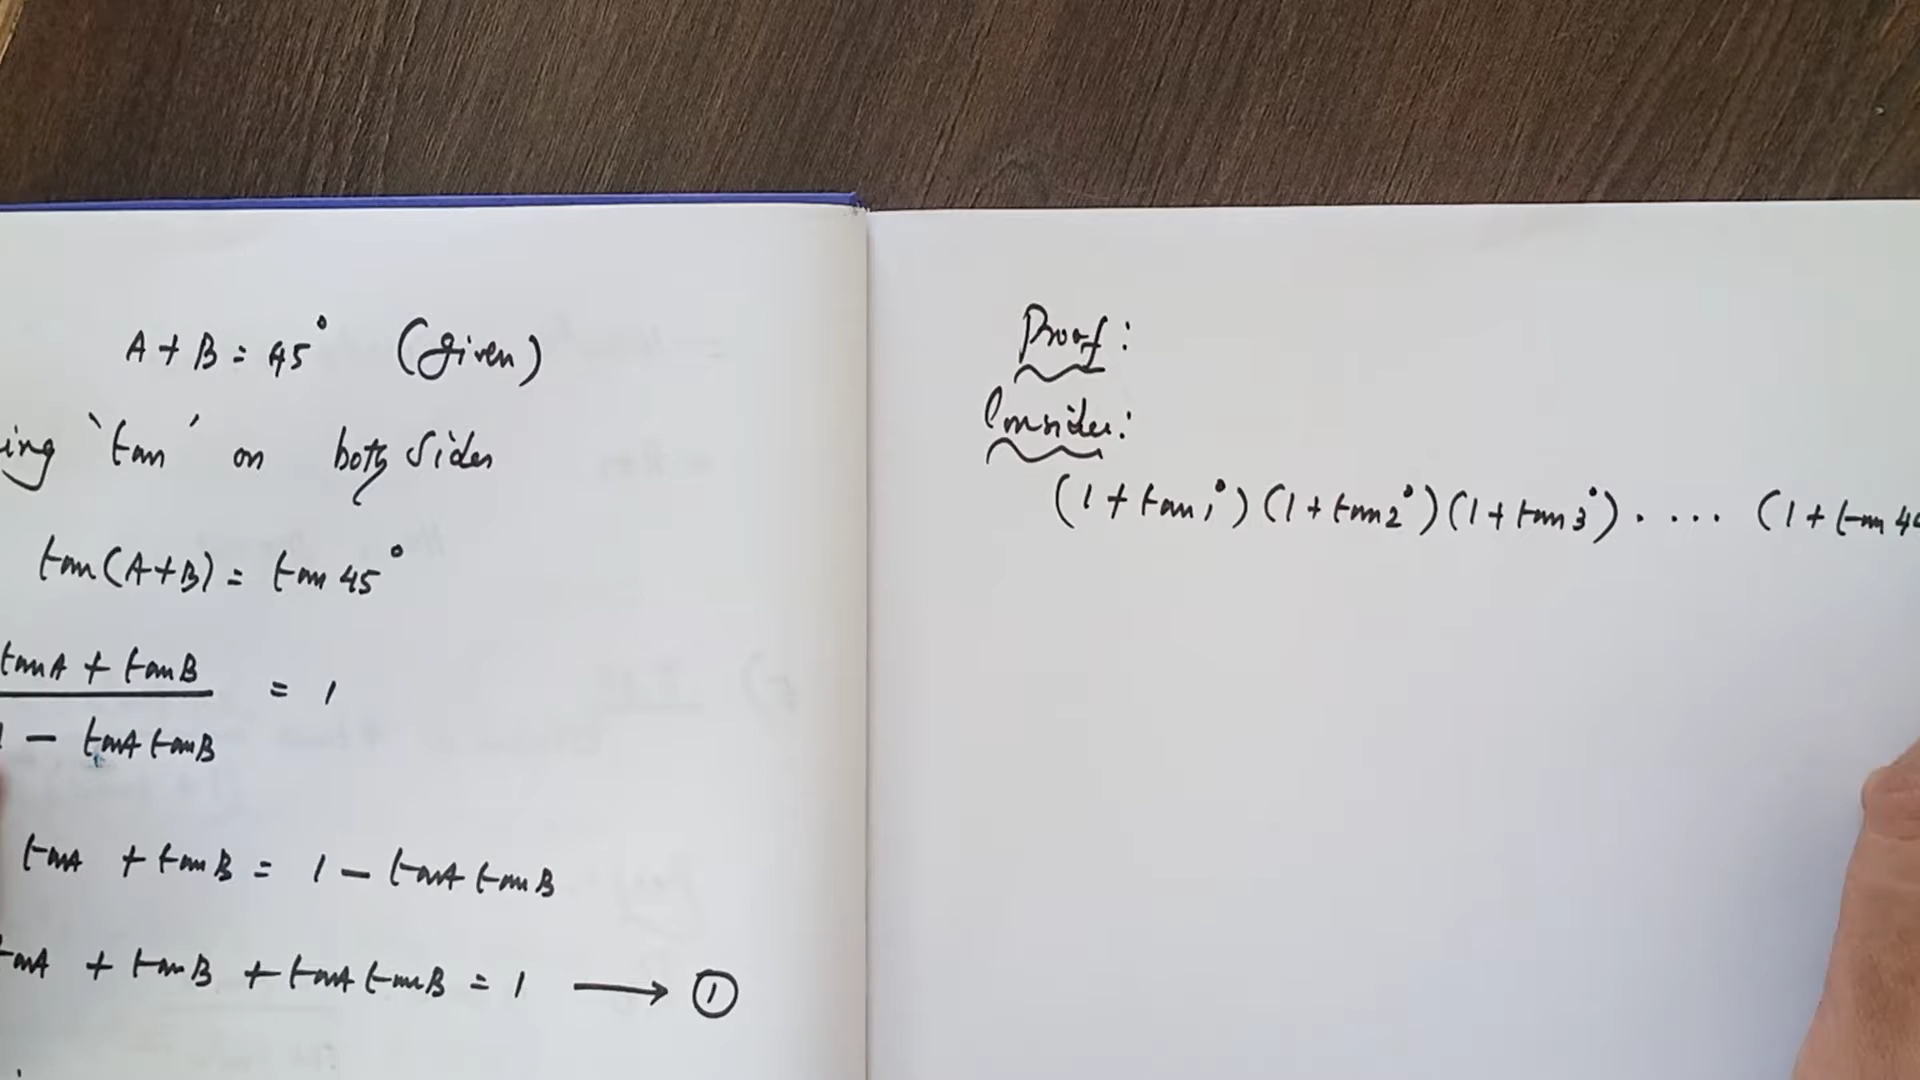 A + B = 45° (given)
ing 'tan' on both sides
tan(A+B) = tan 45°
tanA + tanB
= 1
- tanA tanB
tanA + tanB = 1 - tanA tanB
tanA + tanB + tanA tanB = 1 ⟶ ①
Proof:
Consider:
(1 + tan1°)(1 + tan2°)(1 + tan3°) . . . . (1 + tan 44